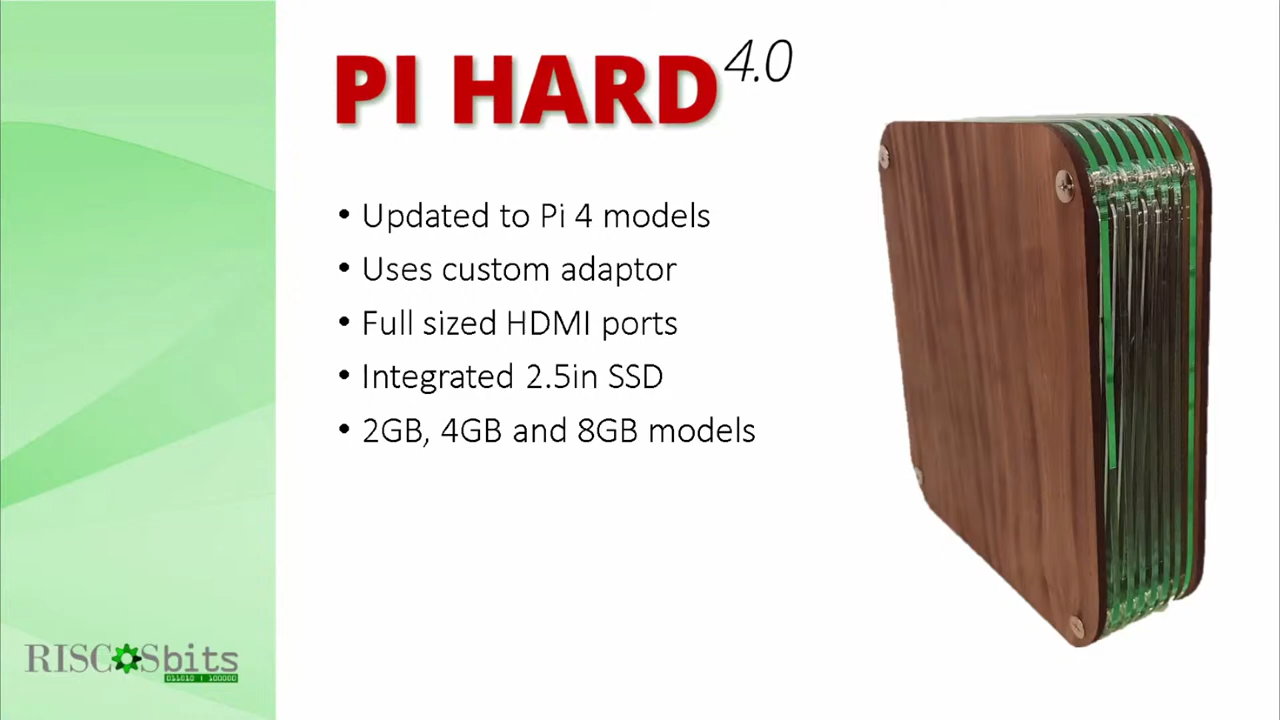 PI HARD 4.0
• Updated to Pi 4 models
• Uses custom adaptor
• Full sized HDMI ports
• Integrated 2.5in SSD
• 2GB, 4GB and 8GB models
RISCOSbits